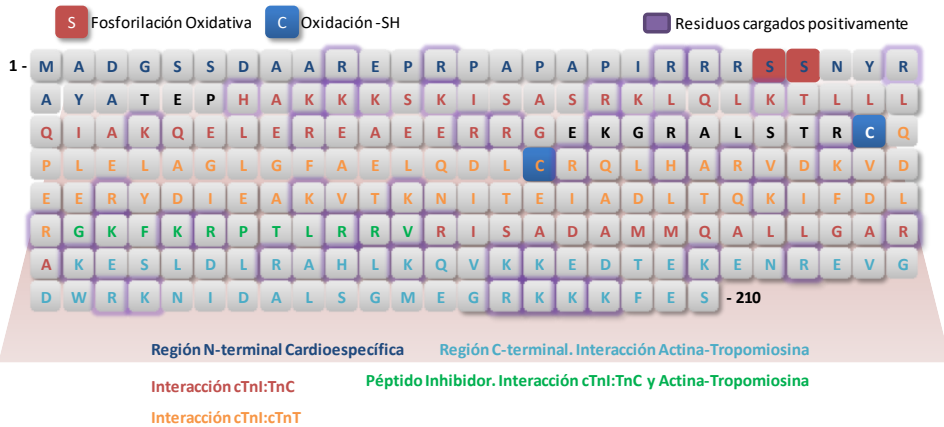 S Fosforilación Oxidativa C Oxidación -SH Residuos cargados positivamente
1 - M A D G S S D A A R E P R P A P A P I R R R S S N Y R
A Y A T E P H A K K K S K I S A S R K L Q L K T L L L
Q I A K Q E L E R E A E E R R G E K G R A L S T R C Q
P L E L A G L G F A E L Q D L C R Q L H A R V D K V D
E E R Y D I E A K V T K N I T E I A D L T Q K I F D L
R G K F K R P T L R R V R I S A D A M M Q A L L G A R
A K E S L D L R A H L K Q V K K E D T E K E N R E V G
D W R K N I D A L S G M E G R K K K F E S - 210
Región N-terminal Cardioespecífica Región C-terminal. Interacción Actina-Tropomiosina
Interacción cTnI:TnC Péptido Inhibidor. Interacción cTnI:TnC y Actina-Tropomiosina
Interacción cTnI:cTnT